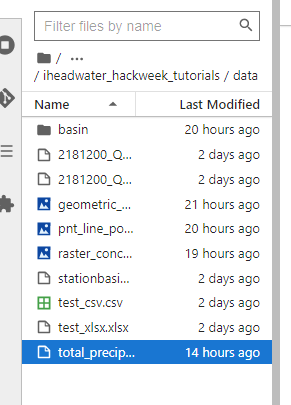 Filter files by name
/ ...
/ iheadwater_hackweek_tutorials / data
Name Last Modified
basin 20 hours ago
2181200_Q... 2 days ago
2181200_Q... 2 days ago
geometric_... 21 hours ago
pnt_line_po... 20 hours ago
raster_conc... 19 hours ago
stationbasi... 2 days ago
test_csv.csv 2 days ago
test_xlsx.xlsx 2 days ago
total_precip... 14 hours ago